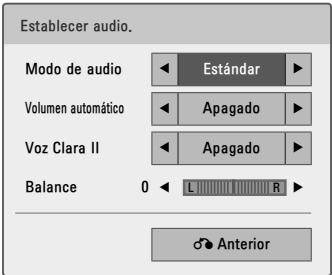 Establecer audio.
Modo de audio ◀ Estándar ▶
Volumen automático ◀ Apagado ▶
Voz Clara II ◀ Apagado ▶
Balance 0 ◀ L R ▶
Anterior